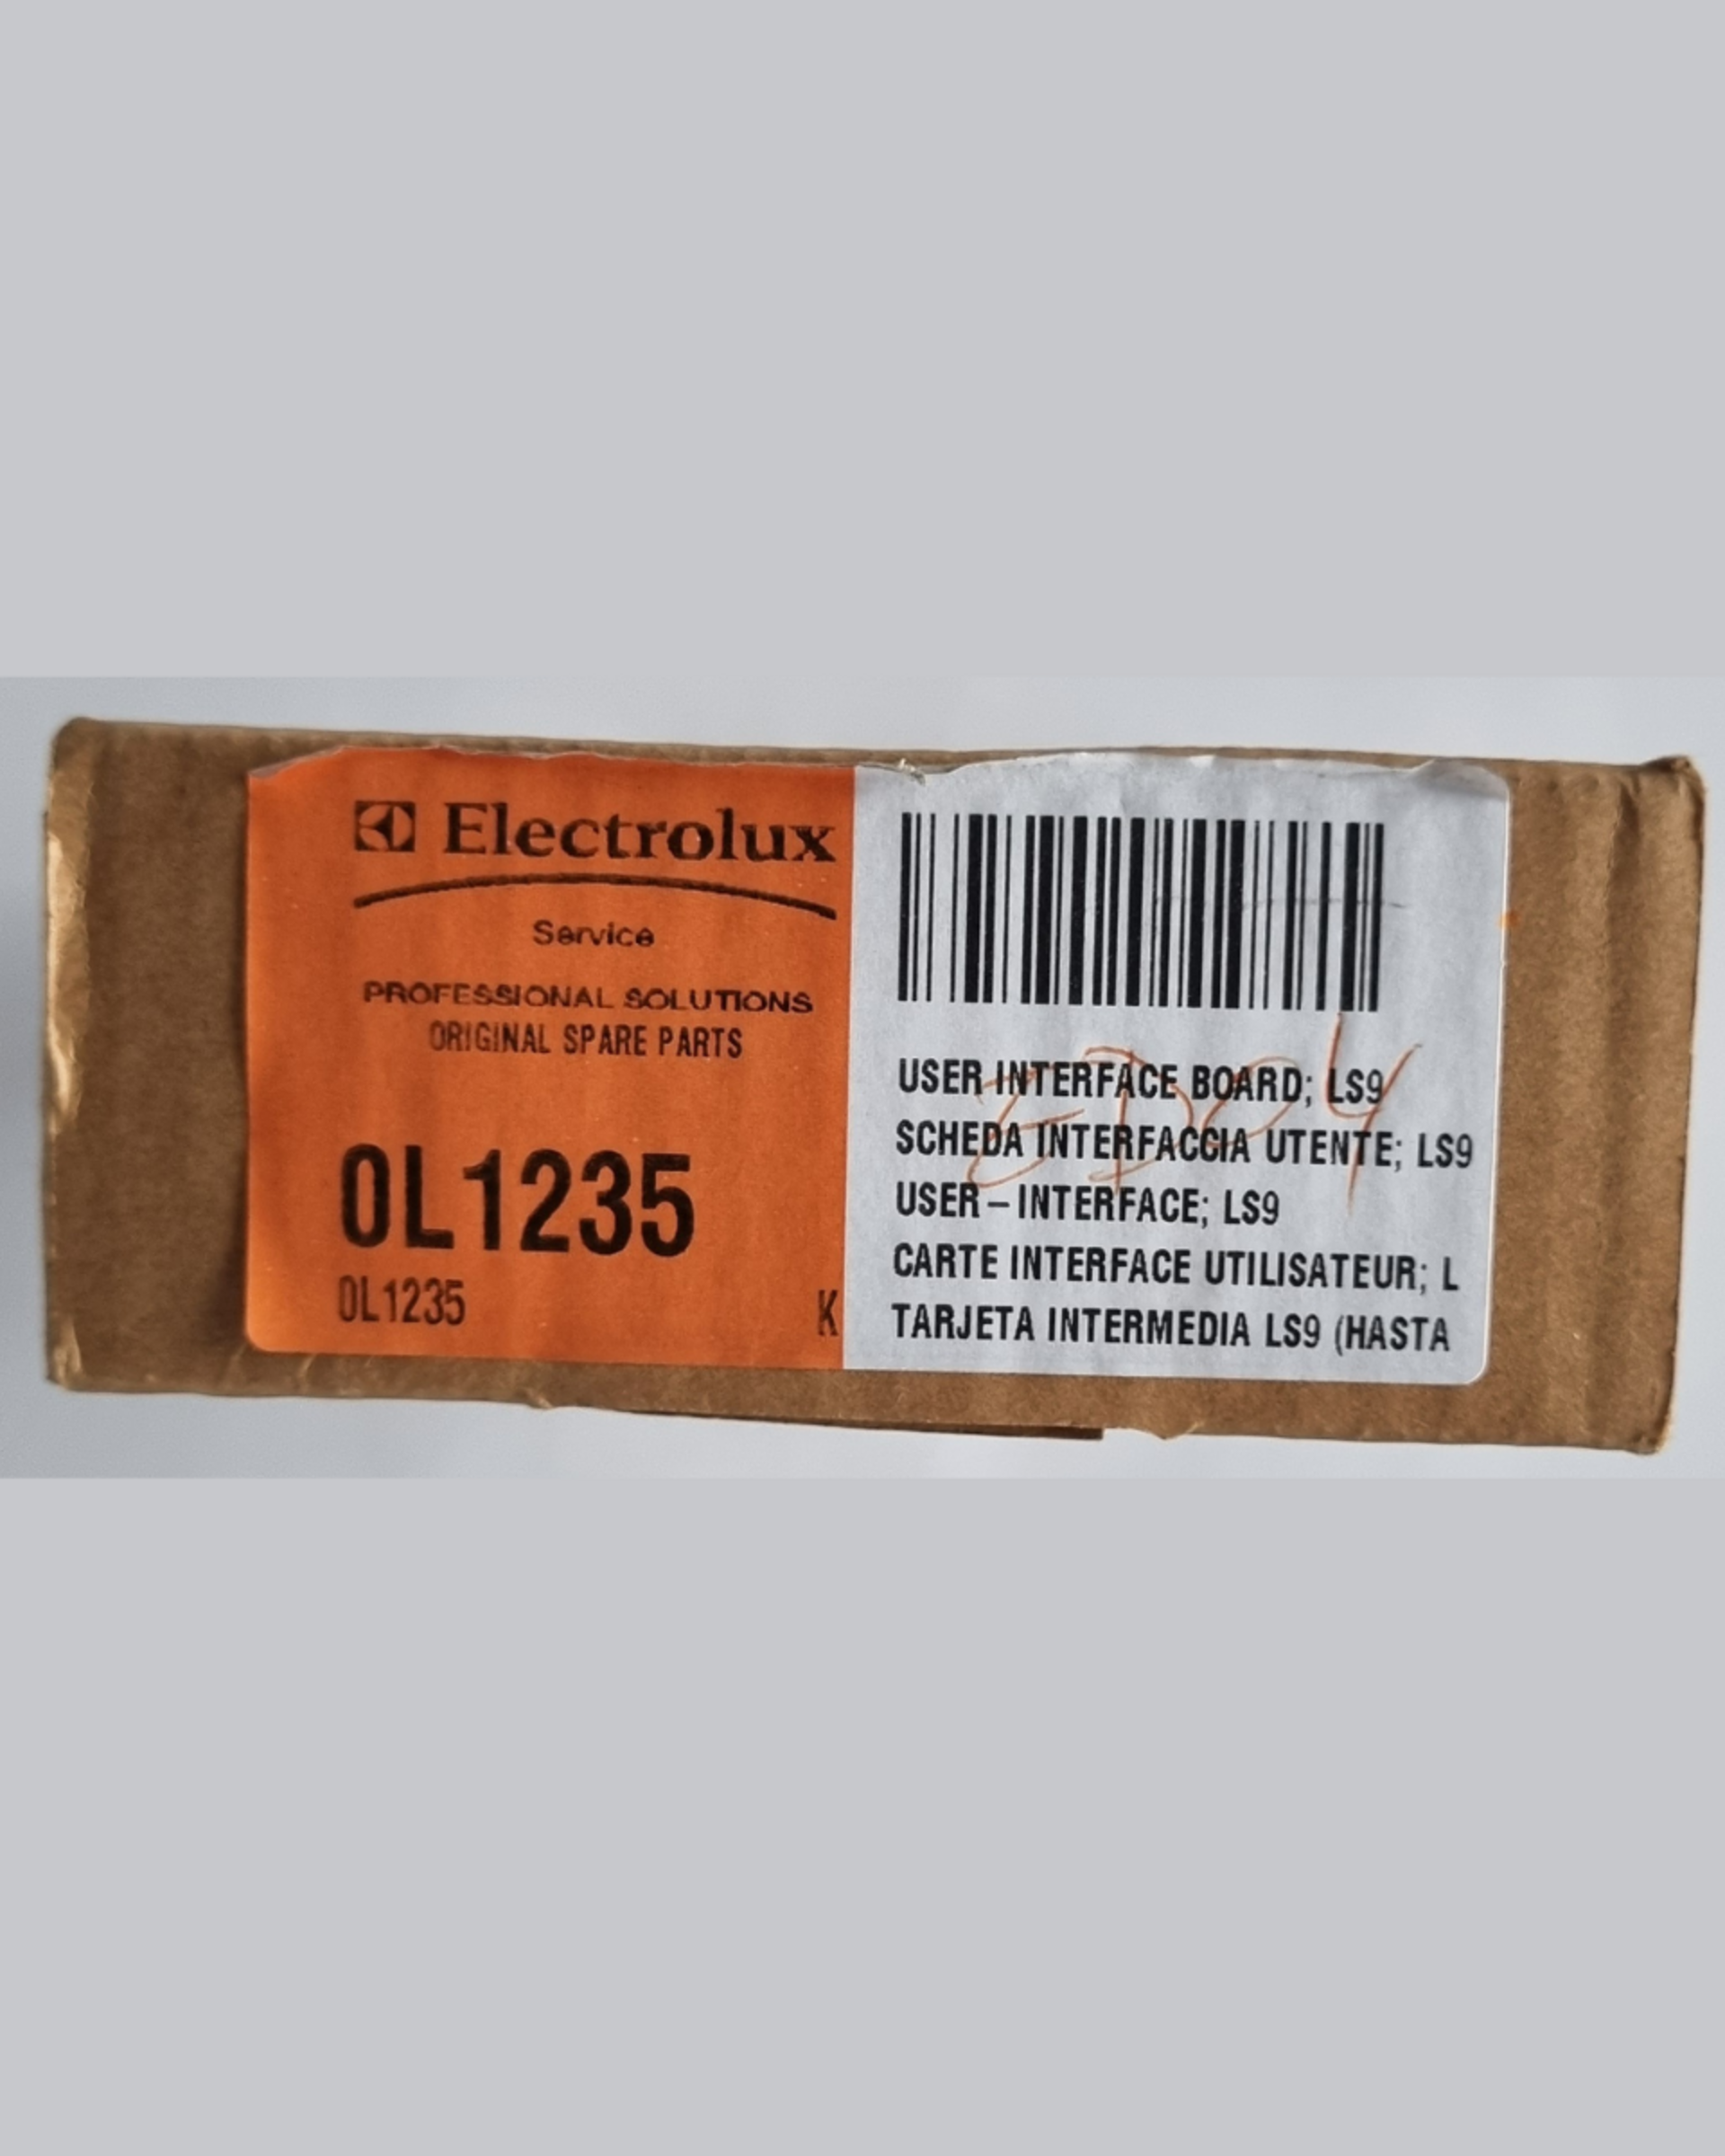 Electrolux
Service
PROFESSIONAL SOLUTIONS
ORIGINAL SPARE PARTS
0L1235
0L1235 K
USER INTERFACE BOARD; LS9
SCHEDA INTERFACCIA UTENTE; LS9
USER-INTERFACE; LS9
CARTE INTERFACE UTILISATEUR; L
TARJETA INTERMEDIA LS9 (HASTA